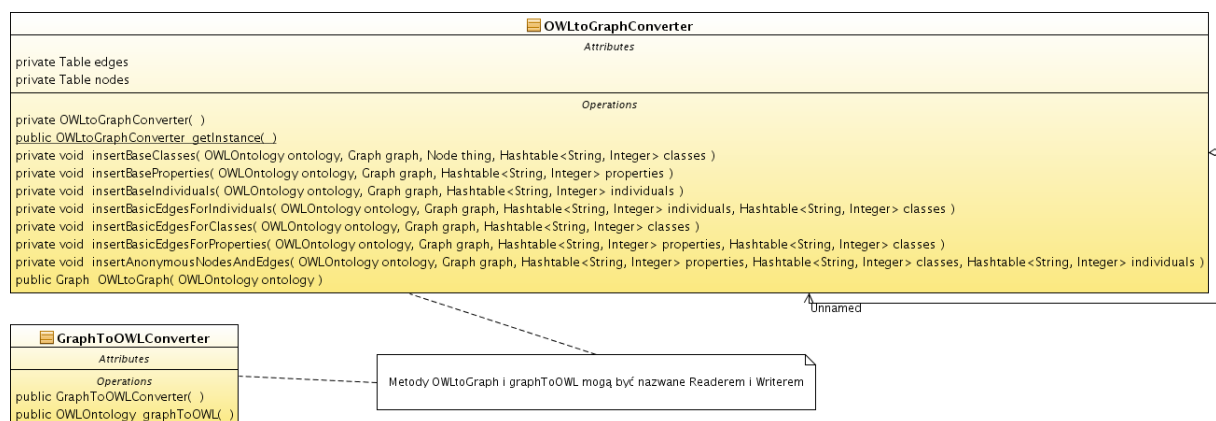 OWLtoGraphConverter
Attributes
private Table edges
private Table nodes
Operations
private OWLtoGraphConverter( )
public OWLtoGraphConverter getInstance( )
private void insertBaseClasses( OWLOntology ontology, Graph graph, Node thing, Hashtable<String, Integer> classes )
private void insertBaseProperties( OWLOntology ontology, Graph graph, Hashtable<String, Integer> properties )
private void insertBaseIndividuals( OWLOntology ontology, Graph graph, Hashtable<String, Integer> individuals )
private void insertBasicEdgesForIndividuals( OWLOntology ontology, Graph graph, Hashtable<String, Integer> individuals, Hashtable<String, Integer> classes )
private void insertBasicEdgesForClasses( OWLOntology ontology, Graph graph, Hashtable<String, Integer> classes )
private void insertBasicEdgesForProperties( OWLOntology ontology, Graph graph, Hashtable<String, Integer> properties, Hashtable<String, Integer> classes )
private void insertAnonymousNodesAndEdges( OWLOntology ontology, Graph graph, Hashtable<String, Integer> properties, Hashtable<String, Integer> classes, Hashtable<String, Integer> individuals )
public Graph OWLtoGraph( OWLOntology ontology )
Unnamed
GraphToOWLConverter
Attributes
Operations
public GraphToOWLConverter( )
public OWLOntology graphToOWL( )
Metody OWLtoGraph i graphToOWL mogą być nazwane Readerem i Writerem